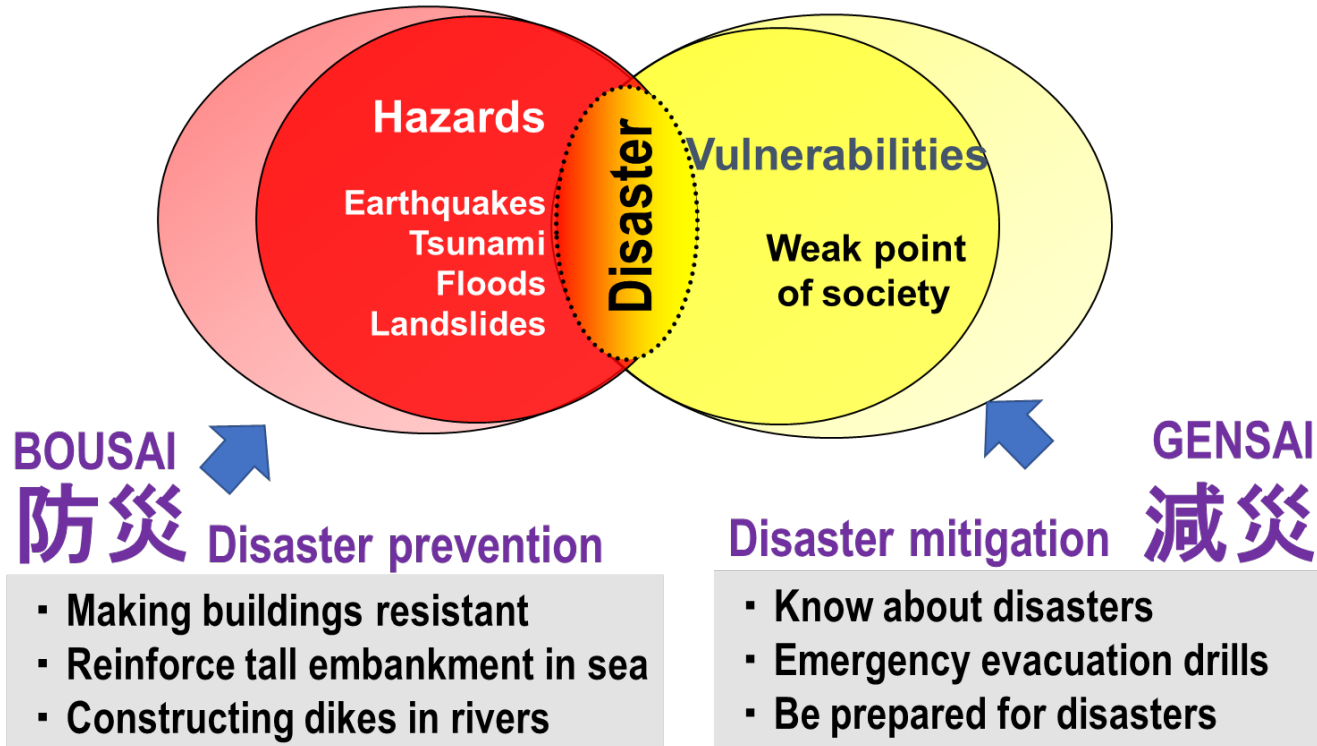 Hazards
Earthquakes
Tsunami
Floods
Landslides
Disaster
Vulnerabilities
Weak point
of society
BOUSAI
防災
Disaster prevention
▪ Making buildings resistant
▪ Reinforce tall embankment in sea
▪ Constructing dikes in rivers
GENSAI
Disaster mitigation
減災
▪ Know about disasters
▪ Emergency evacuation drills
▪ Be prepared for disasters